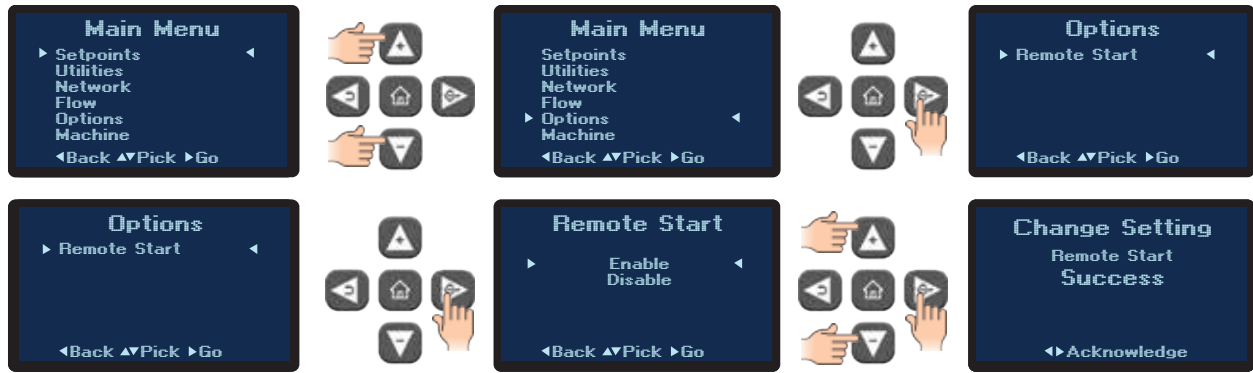 Main Menu
▶ Setpoints ◀
Utilities
Network
Flow
Options
Machine
◀Back ▲▼Pick ▶Go
Main Menu
Setpoints
Utilities
Network
Flow
▶ Options ◀
Machine
◀Back ▲▼Pick ▶Go
Options
▶ Remote Start ◀
◀Back ▲▼Pick ▶Go
Options
▶ Remote Start ◀
◀Back ▲▼Pick ▶Go
Remote Start
▶ Enable ◀
Disable
◀Back ▲▼Pick ▶Go
Change Setting
Remote Start
Success
◀▶Acknowledge